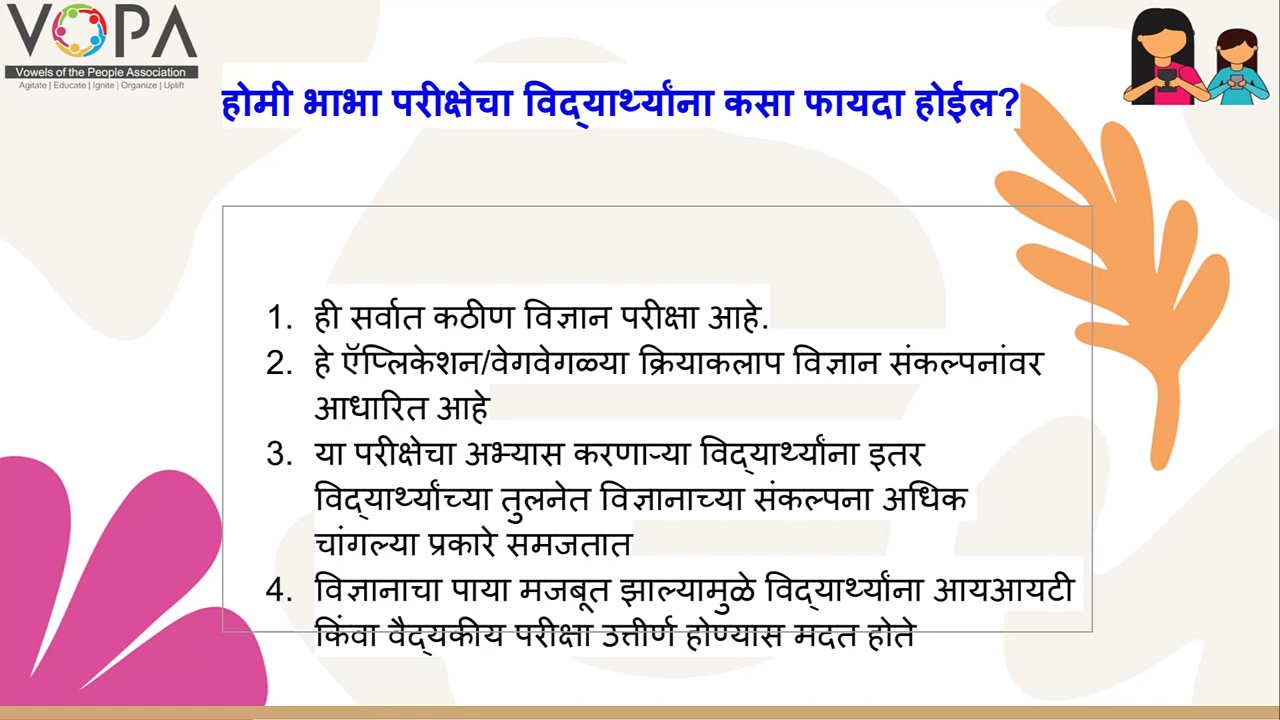 VOPA
Vowels of the People Association
Agitate | Educate | Ignite | Organize | Uplift
होमी भाभा परीक्षेचा विद्यार्थ्यांना कसा फायदा होईल?
1. ही सर्वात कठीण विज्ञान परीक्षा आहे.
2. हे ऍप्लिकेशन/वेगवेगळ्या क्रियाकलाप विज्ञान संकल्पनांवर
आधारित आहे
3. या परीक्षेचा अभ्यास करणाऱ्या विद्यार्थ्यांना इतर
विद्यार्थ्यांच्या तुलनेत विज्ञानाच्या संकल्पना अधिक
चांगल्या प्रकारे समजतात
4. विज्ञानाचा पाया मजबूत झाल्यामुळे विद्यार्थ्यांना आयआयटी
किंवा वैद्यकीय परीक्षा उत्तीर्ण होण्यास मदत होते